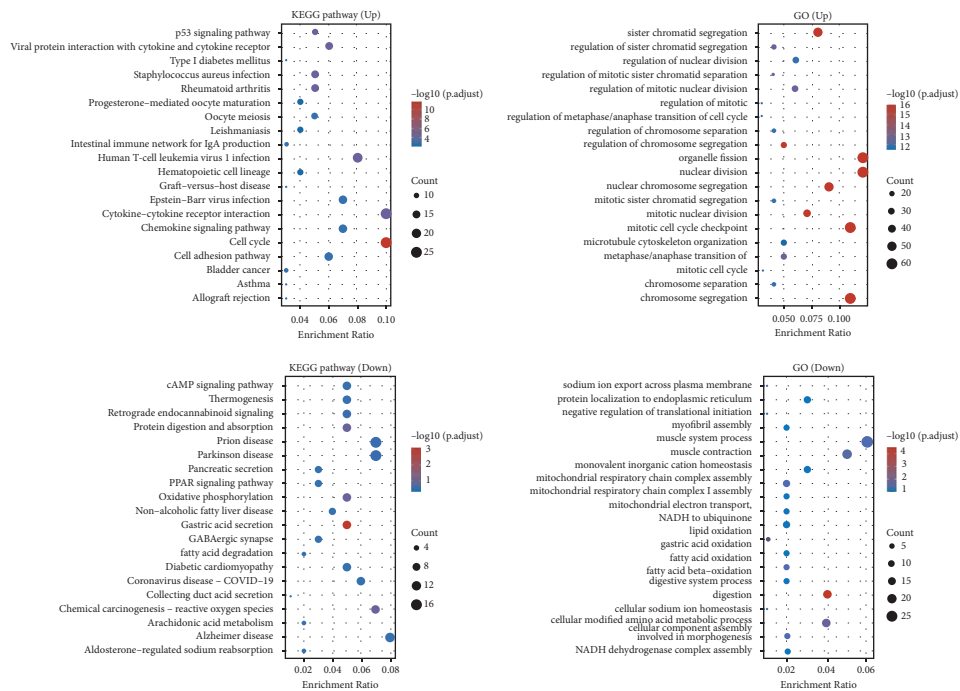 KEGG pathway (Up)
p53 signaling pathway
Viral protein interaction with cytokine and cytokine receptor
Type I diabetes mellitus
Staphylococcus aureus infection
Rheumatoid arthritis
Progesterone–mediated oocyte maturation
Oocyte meiosis
Leishmaniasis
Intestinal immune network for IgA production
Human T-cell leukemia virus 1 infection
Hematopoietic cell lineage
Graft–versus–host disease
Epstein–Barr virus infection
Cytokine–cytokine receptor interaction
Chemokine signaling pathway
Cell cycle
Cell adhesion pathway
Bladder cancer
Asthma
Allograft rejection
0.04 0.06 0.08 0.10
Enrichment Ratio
–log10 (p.adjust)
10
8
6
4
Count
10
15
20
25
GO (Up)
sister chromatid segregation
regulation of sister chromatid segregation
regulation of nuclear division
regulation of mitotic sister chromatid separation
regulation of mitotic nuclear division
regulation of mitotic
regulation of metaphase/anaphase transition of cell cycle
regulation of chromosome separation
regulation of chromosome segregation
organelle fission
nuclear division
nuclear chromosome segregation
mitotic sister chromatid segregation
mitotic nuclear division
mitotic cell cycle checkpoint
microtubule cytoskeleton organization
metaphase/anaphase transition of
mitotic cell cycle
chromosome separation
chromosome segregation
0.050 0.075 0.100
Enrichment Ratio
–log10 (p.adjust)
16
15
14
13
12
Count
20
30
40
50
60
KEGG pathway (Down)
cAMP signaling pathway
Thermogenesis
Retrograde endocannabinoid signaling
Protein digestion and absorption
Prion disease
Parkinson disease
Pancreatic secretion
PPAR signaling pathway
Oxidative phosphorylation
Non–alcoholic fatty liver disease
Gastric acid secretion
GABAergic synapse
fatty acid degradation
Diabetic cardiomyopathy
Coronavirus disease – COVID–19
Collecting duct acid secretion
Chemical carcinogenesis – reactive oxygen species
Arachidonic acid metabolism
Alzheimer disease
Aldosterone–regulated sodium reabsorption
0.02 0.04 0.06 0.08
Enrichment Ratio
–log10 (p.adjust)
3
2
1
Count
4
8
12
16
GO (Down)
sodium ion export across plasma membrane
protein localization to endoplasmic reticulum
negative regulation of translational initiation
myofibril assembly
muscle system process
muscle contraction
monovalent inorganic cation homeostasis
mitochondrial respiratory chain complex assembly
mitochondrial respiratory chain complex I assembly
mitochondrial electron transport,
NADH to ubiquinone
lipid oxidation
gastric acid oxidation
fatty acid oxidation
fatty acid beta–oxidation
digestive system process
digestion
cellular sodium ion homeostasis
cellular modified amino acid metabolic process
cellular component assembly
involved in morphogenesis
NADH dehydrogenase complex assembly
0.02 0.04 0.06
Enrichment Ratio
–log10 (p.adjust)
4
3
2
1
Count
5
10
15
20
25